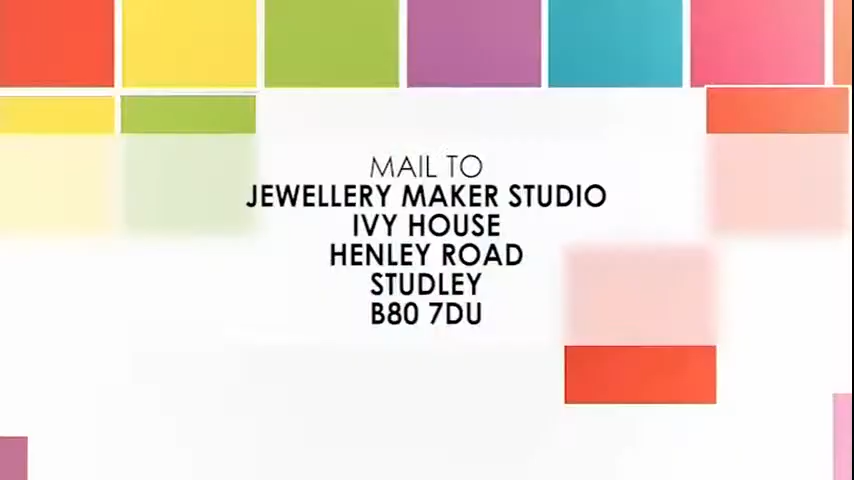 MAIL TO
JEWELLERY MAKER STUDIO
IVY HOUSE
HENLEY ROAD
STUDLEY
B80 7DU